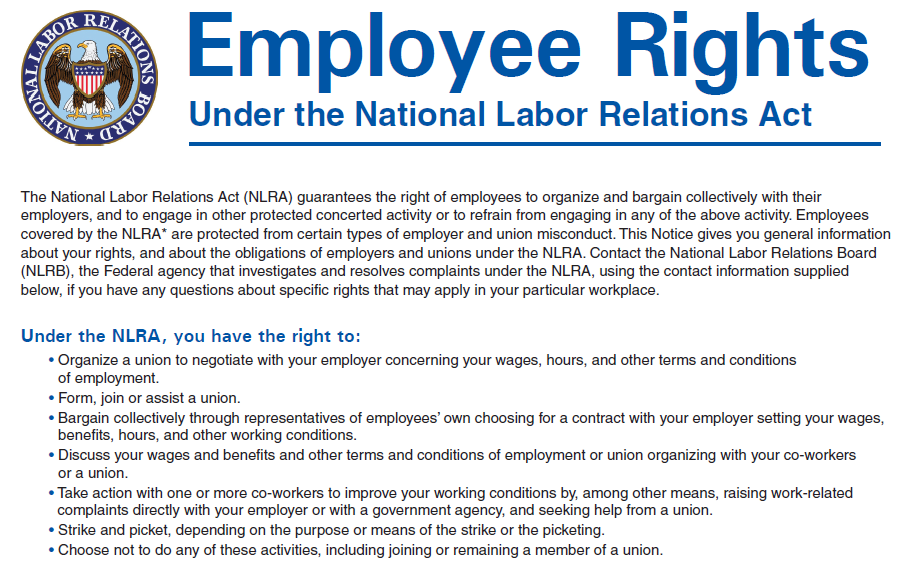 NATIONAL LABOR RELATIONS BOARD
Employee Rights
Under the National Labor Relations Act
The National Labor Relations Act (NLRA) guarantees the right of employees to organize and bargain collectively with their
employers, and to engage in other protected concerted activity or to refrain from engaging in any of the above activity. Employees
covered by the NLRA* are protected from certain types of employer and union misconduct. This Notice gives you general information
about your rights, and about the obligations of employers and unions under the NLRA. Contact the National Labor Relations Board
(NLRB), the Federal agency that investigates and resolves complaints under the NLRA, using the contact information supplied
below, if you have any questions about specific rights that may apply in your particular workplace.
Under the NLRA, you have the right to:
• Organize a union to negotiate with your employer concerning your wages, hours, and other terms and conditions
of employment.
• Form, join or assist a union.
• Bargain collectively through representatives of employees' own choosing for a contract with your employer setting your wages,
benefits, hours, and other working conditions.
• Discuss your wages and benefits and other terms and conditions of employment or union organizing with your co-workers
or a union.
• Take action with one or more co-workers to improve your working conditions by, among other means, raising work-related
complaints directly with your employer or with a government agency, and seeking help from a union.
• Strike and picket, depending on the purpose or means of the strike or the picketing.
• Choose not to do any of these activities, including joining or remaining a member of a union.